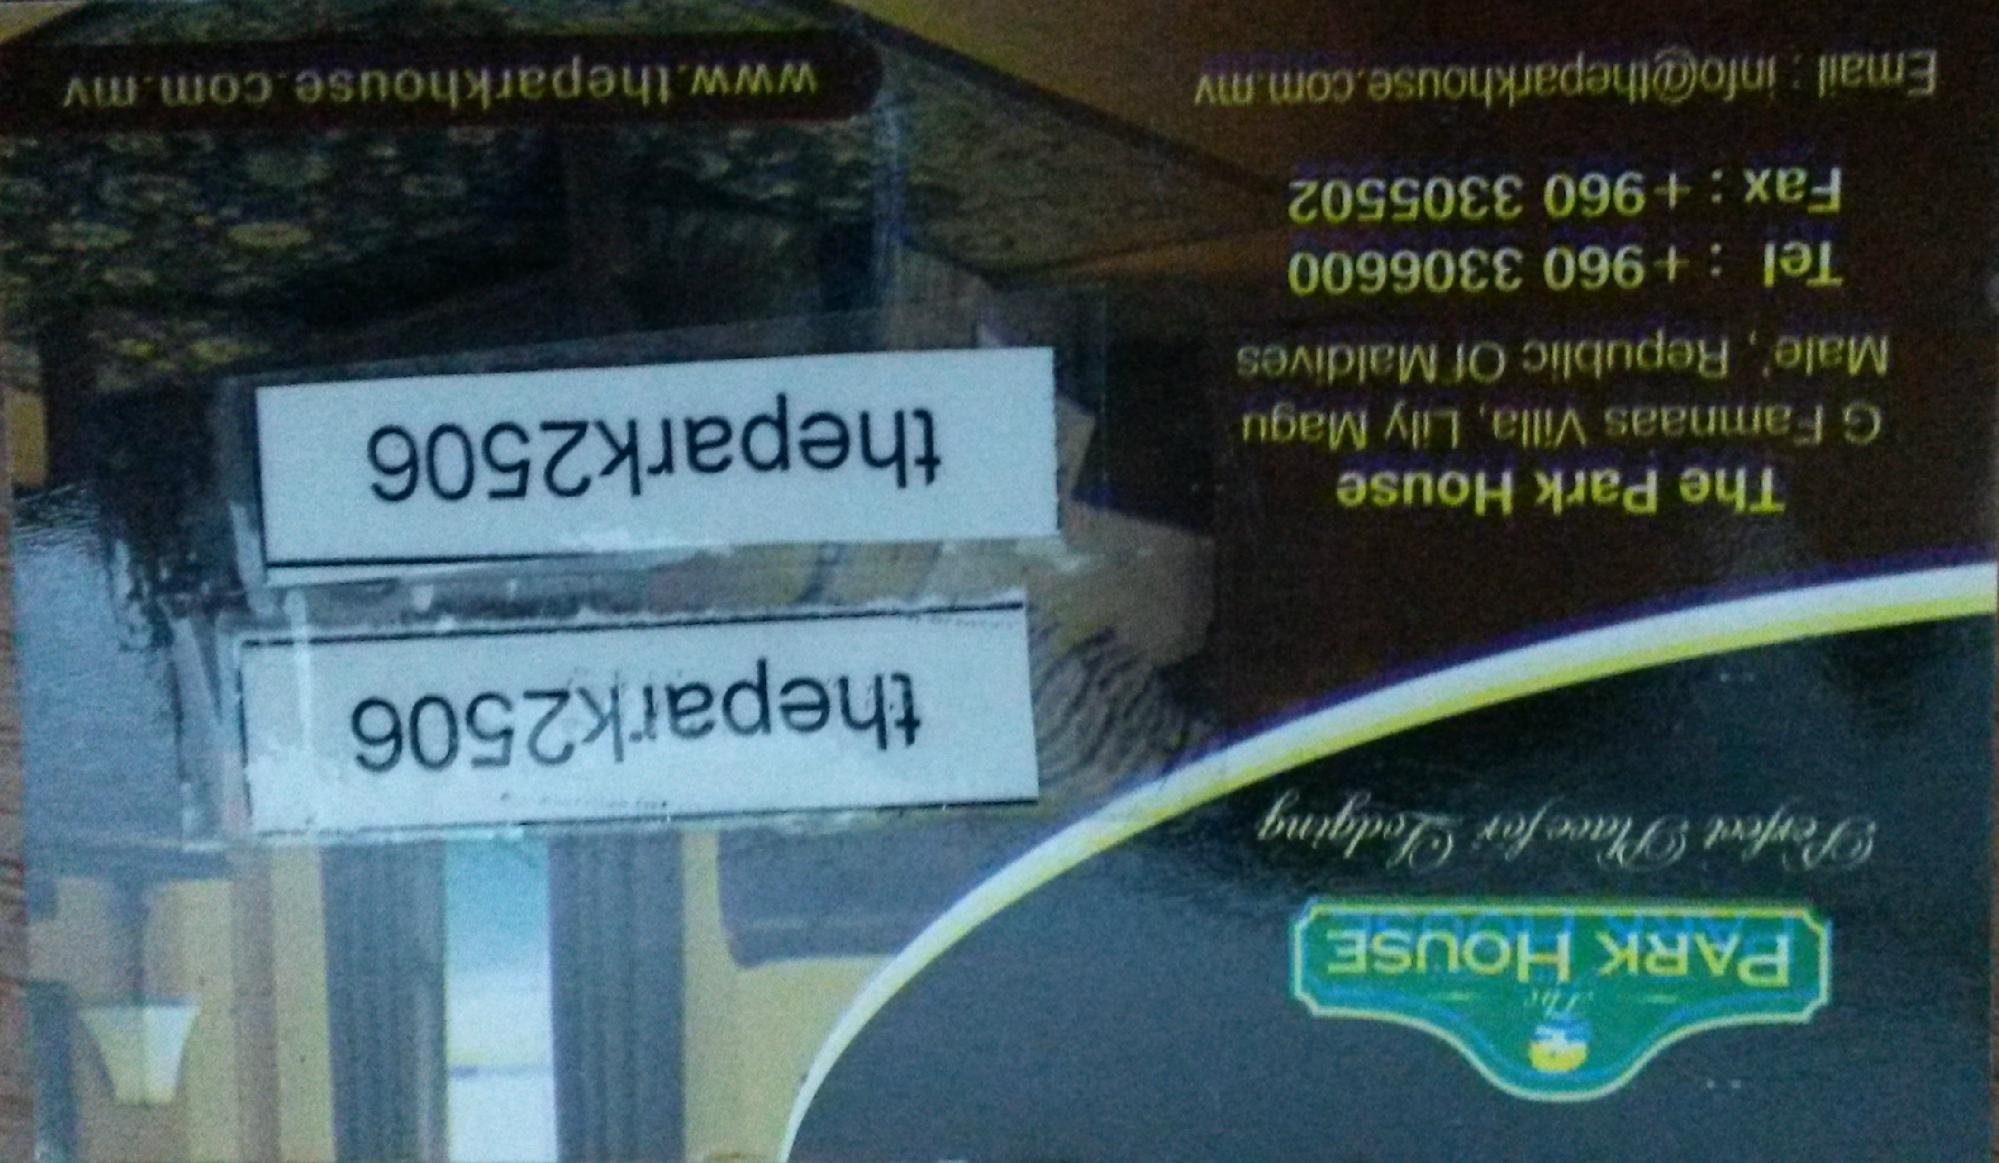 The
PARK HOUSE
Perfect Place for Lodging
thepark2506
thepark2506
The Park House
G Famnaas Villa, Lily Magu
Male', Republic Of Maldives
Tel : +960 3306600
Fax : +960 3305502
Email : info@theparkhouse.com.mv
www.theparkhouse.com.mv